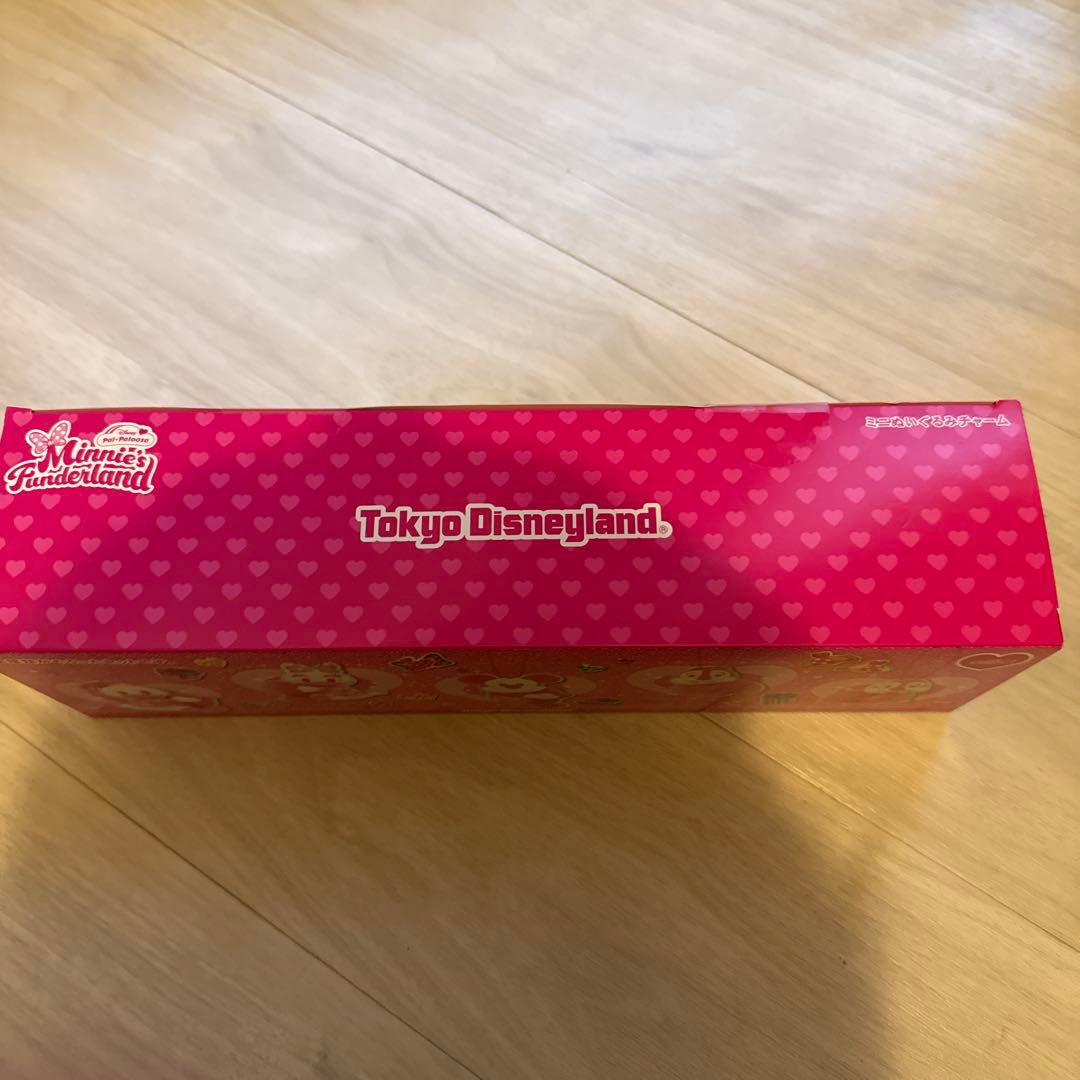 Disney
Pal-Palooza
Minnie's
Funderland
ミニぬいぐるみチャーム
Tokyo Disneyland®